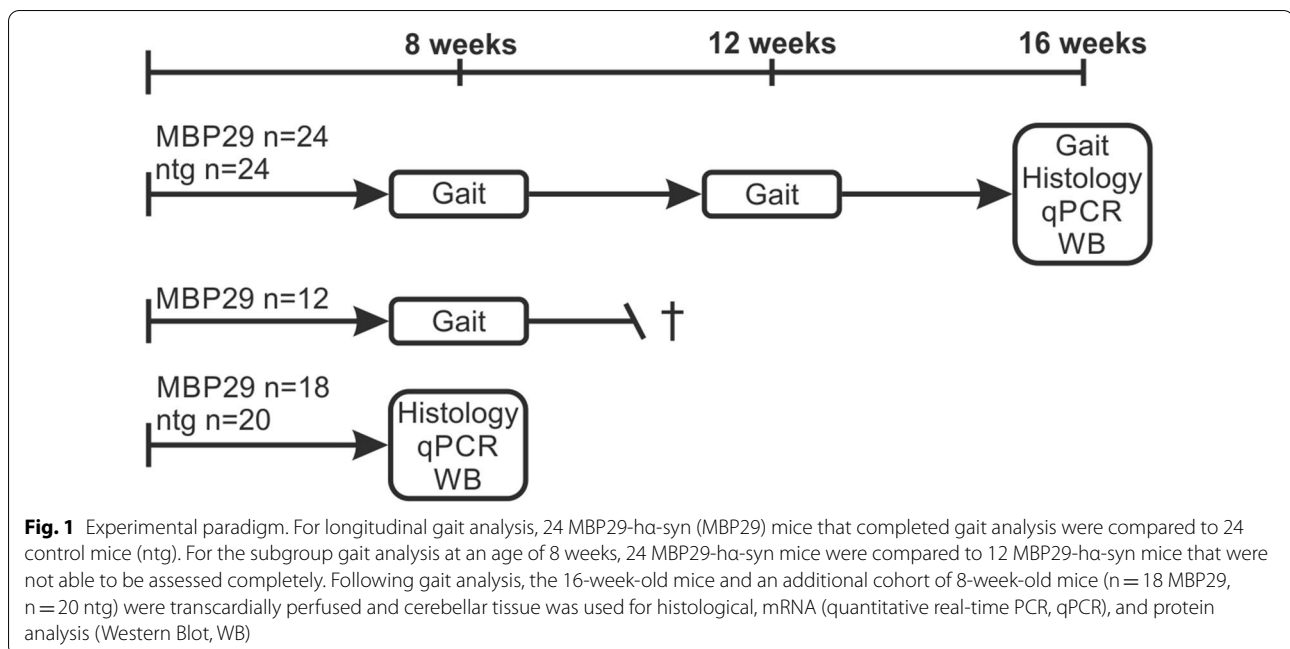 8 weeks 12 weeks 16 weeks
MBP29 n=24
ntg n=24
Gait
Gait
Gait
Histology
qPCR
WB
MBP29 n=12
Gait
†
MBP29 n=18
ntg n=20
Histology
qPCR
WB
Fig. 1 Experimental paradigm. For longitudinal gait analysis, 24 MBP29-hα-syn (MBP29) mice that completed gait analysis were compared to 24
control mice (ntg). For the subgroup gait analysis at an age of 8 weeks, 24 MBP29-hα-syn mice were compared to 12 MBP29-hα-syn mice that were
not able to be assessed completely. Following gait analysis, the 16-week-old mice and an additional cohort of 8-week-old mice (n = 18 MBP29,
n = 20 ntg) were transcardially perfused and cerebellar tissue was used for histological, mRNA (quantitative real-time PCR, qPCR), and protein
analysis (Western Blot, WB)